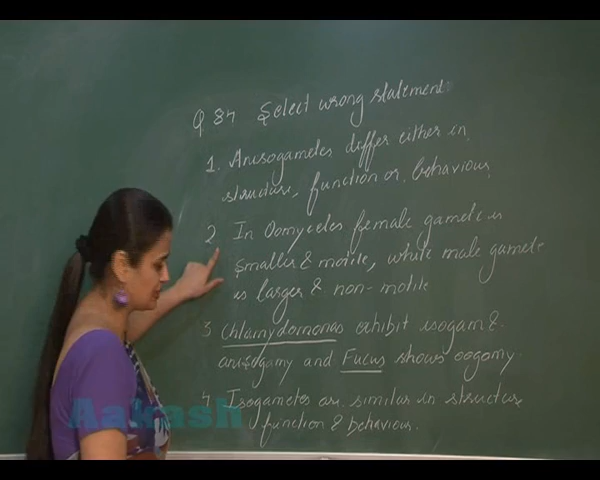 Q 84 Select wrong statement
1. Anisogametes differ either in
structure, function or behaviour
2 In Oomycetes female gamete is
smaller & motile, while male gamete
is larger & non-motile
3 Chlamydomonas exhibit isogamy &
anisogamy and Fucus shows oogamy.
4. Isogametes are similar in structure
function & behaviour.
Aakash